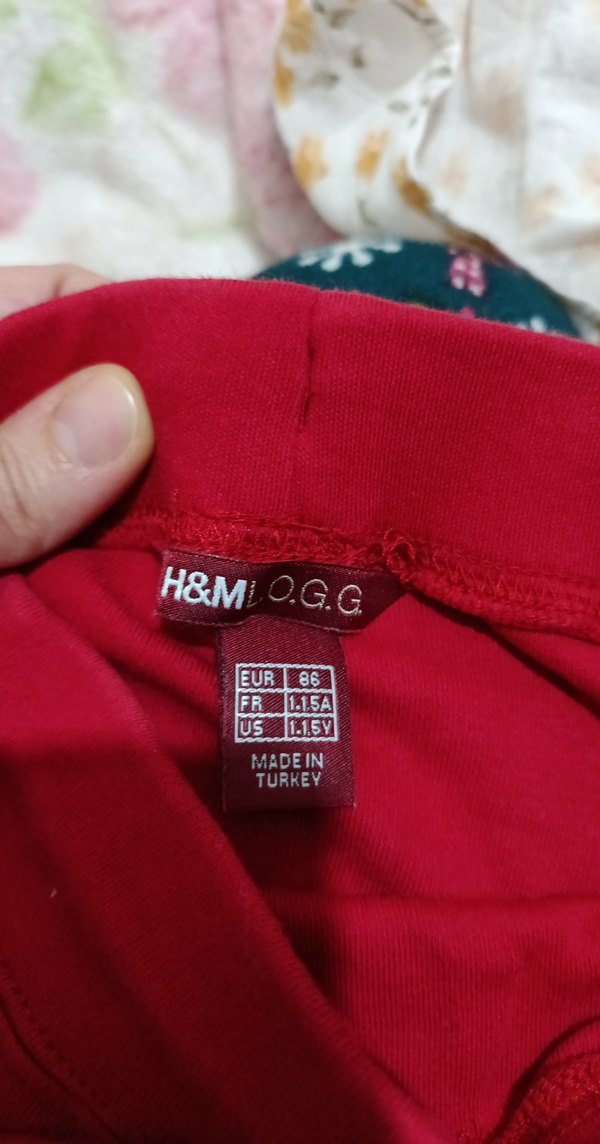 H&M L.O.G.G.
EUR 86
FR 1.1.5A
US 1.1.5Y
MADE IN
TURKEY